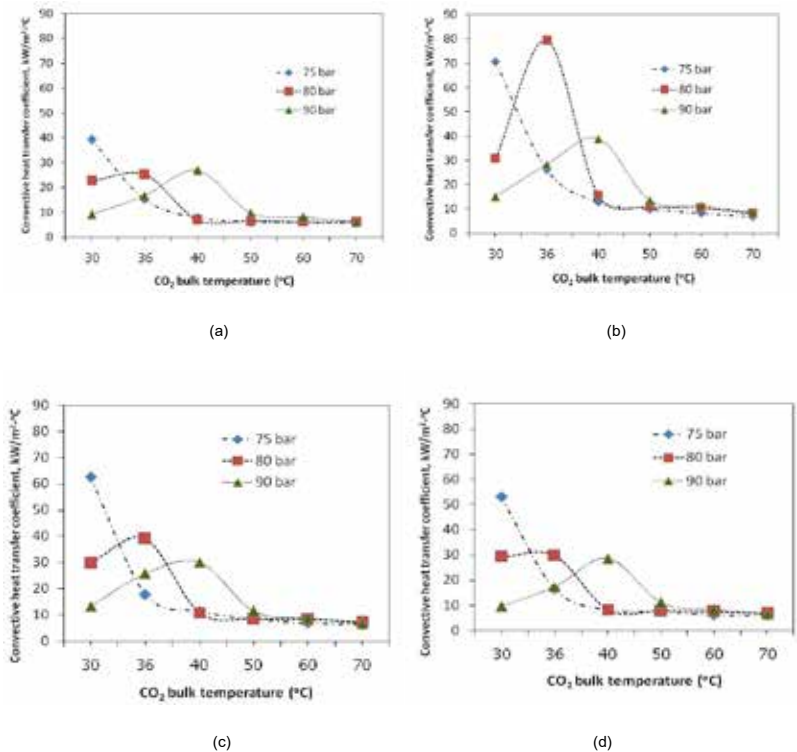 90
80
70
60
50
40
30
20
10
0
Convective heat transfer coefficient, kW/m²-°C
75 bar
80 bar
90 bar
30 36 40 50 60 70
CO₂ bulk temperature (°C)
(a)
90
80
70
60
50
40
30
20
10
0
Convective heat transfer coefficient, kW/m²-°C
75 bar
80 bar
90 bar
30 36 40 50 60 70
CO₂ bulk temperature (°C)
(b)
90
80
70
60
50
40
30
20
10
0
Convective heat transfer coefficient, kW/m²-°C
75 bar
80 bar
90 bar
30 36 40 50 60 70
CO₂ bulk temperature (°C)
(c)
90
80
70
60
50
40
30
20
10
0
Convective heat transfer coefficient, kW/m²-°C
75 bar
80 bar
90 bar
30 36 40 50 60 70
CO₂ bulk temperature (°C)
(d)